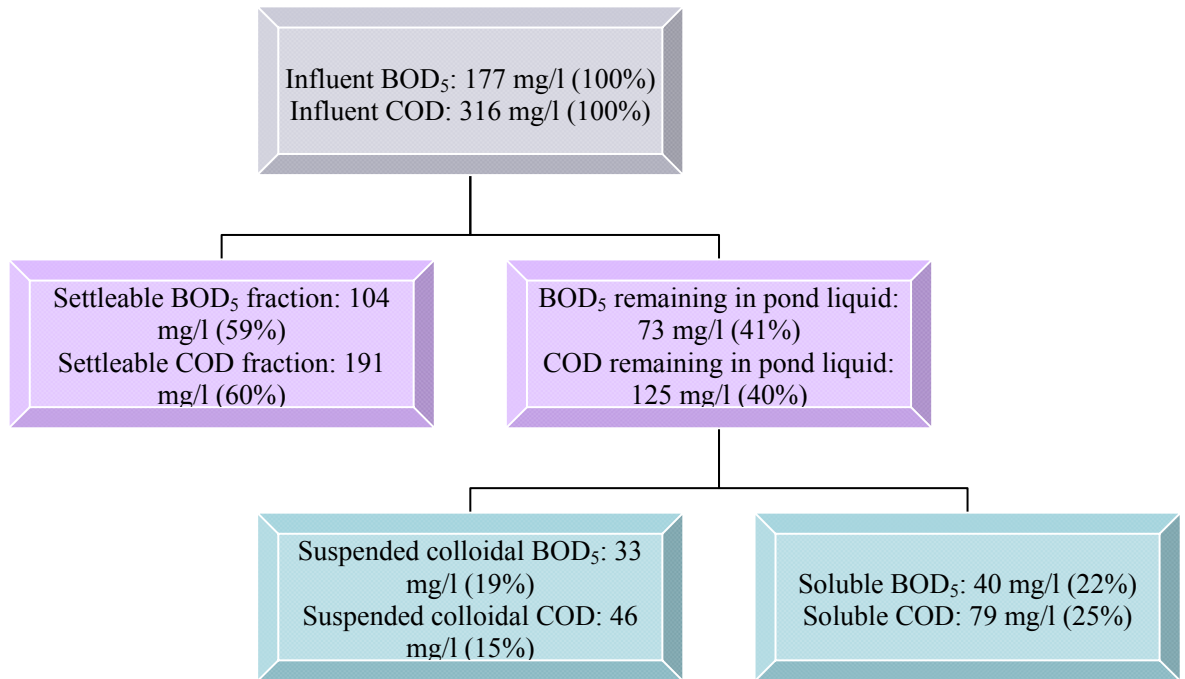 Influent BOD₅: 177 mg/l (100%)
Influent COD: 316 mg/l (100%)
Settleable BOD₅ fraction: 104
mg/l (59%)
Settleable COD fraction: 191
mg/l (60%)
BOD₅ remaining in pond liquid:
73 mg/l (41%)
COD remaining in pond liquid:
125 mg/l (40%)
Suspended colloidal BOD₅: 33
mg/l (19%)
Suspended colloidal COD: 46
mg/l (15%)
Soluble BOD₅: 40 mg/l (22%)
Soluble COD: 79 mg/l (25%)